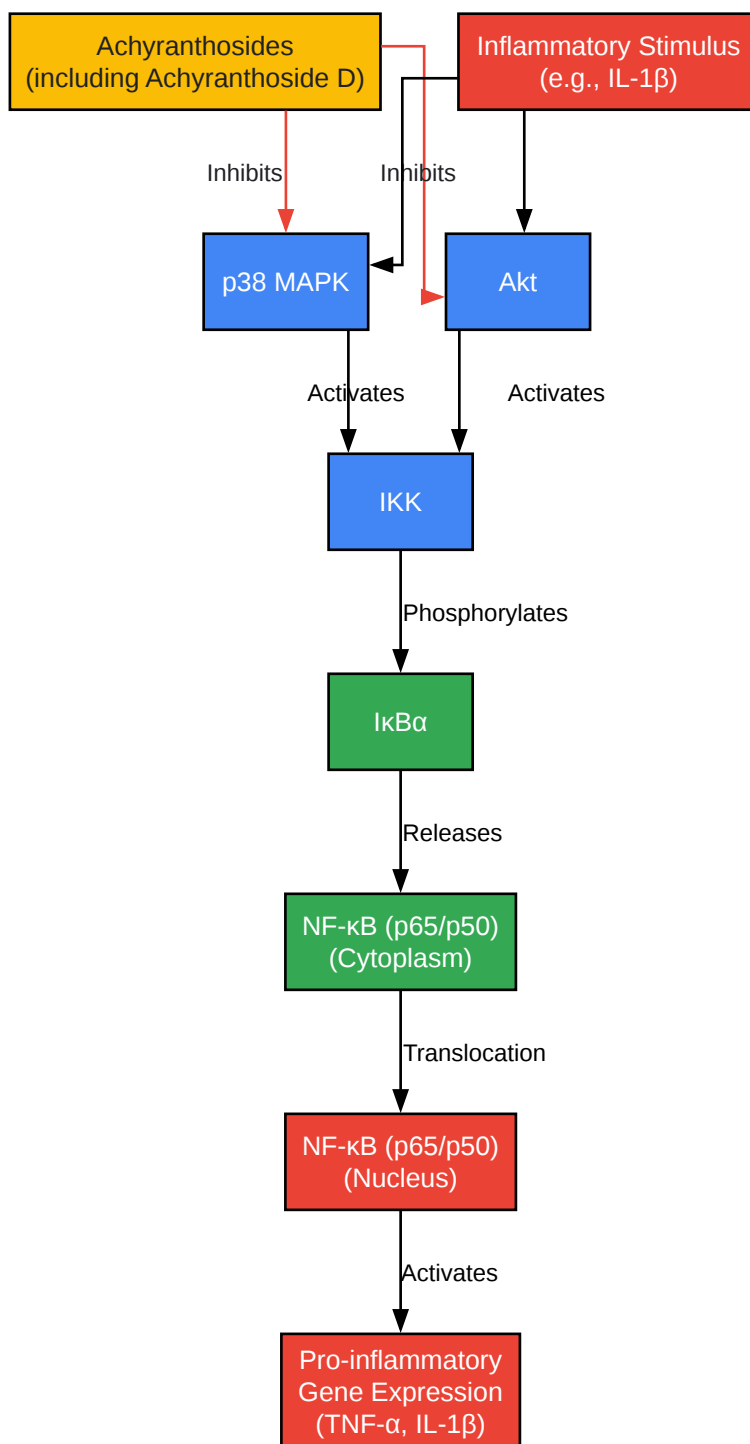 Achyranthosides
(including Achyranthoside D)
Inflammatory Stimulus
(e.g., IL-1β)
Inhibits
Inhibits
p38 MAPK
Akt
Activates
Activates
IKK
Phosphorylates
IκBα
Releases
NF-κB (p65/p50)
(Cytoplasm)
Translocation
NF-κB (p65/p50)
(Nucleus)
Activates
Pro-inflammatory
Gene Expression
(TNF-α, IL-1β)